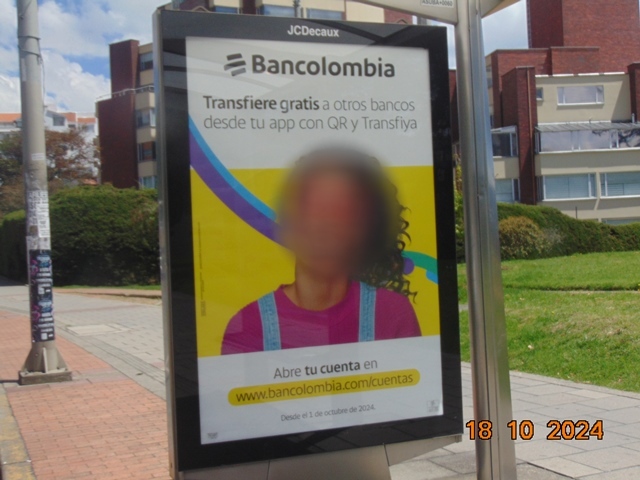 JCDecaux
Bancolombia
Transfiere gratis a otros bancos
desde tu app con QR y Transfiya
Abre tu cuenta en
www.bancolombia.com/cuentas
Desde el 1 de octubre de 2024.
18 10 2024